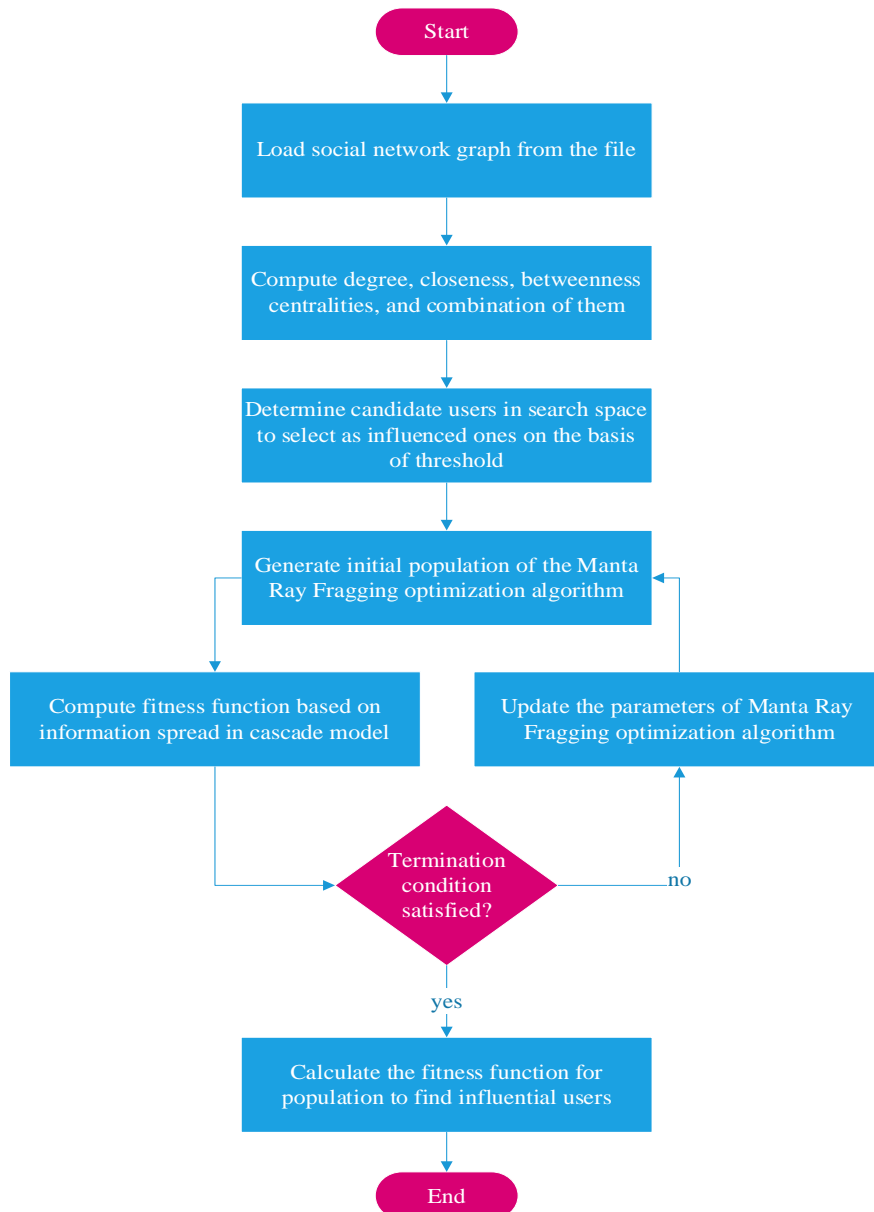 Start
Load social network graph from the file
Compute degree, closeness, betweenness
centralities, and combination of them
Determine candidate users in search space
to select as influenced ones on the basis
of threshold
Generate initial population of the Manta
Ray Fragging optimization algorithm
Compute fitness function based on
information spread in cascade model
Update the parameters of Manta Ray
Fragging optimization algorithm
Termination
condition
satisfied?
no
yes
Calculate the fitness function for
population to find influential users
End